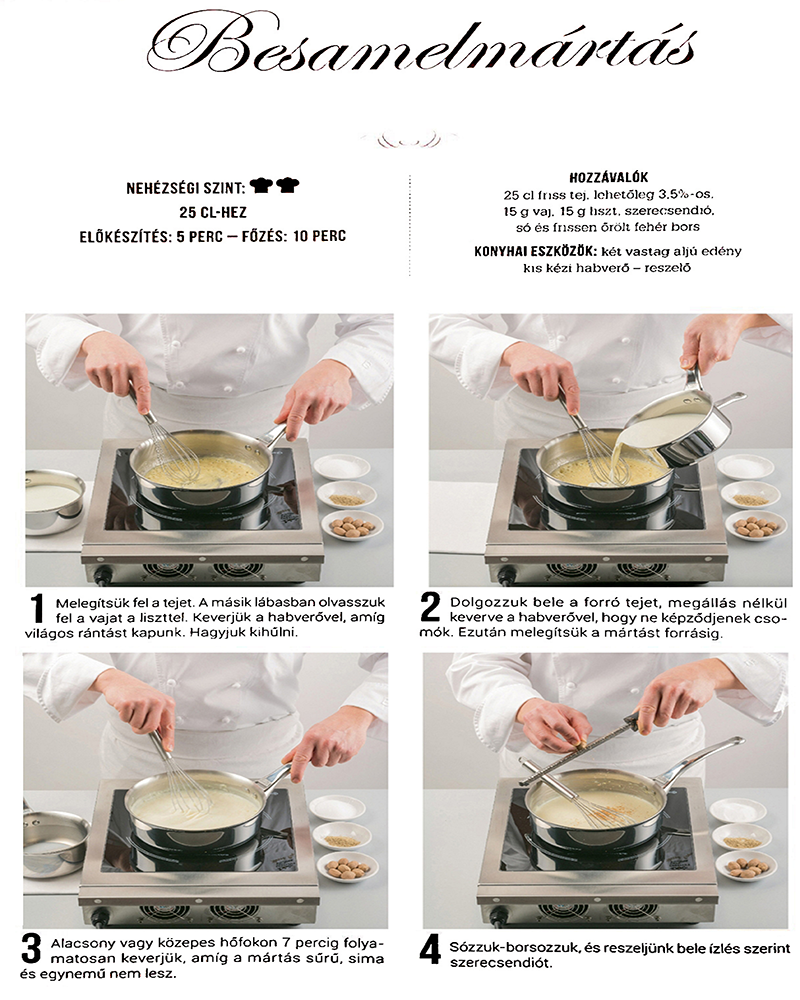 Besamelmártás
NEHÉZSÉGI SZINT:
25 CL-HEZ
ELŐKÉSZÍTÉS: 5 PERC – FŐZÉS: 10 PERC
HOZZÁVALÓK
25 cl friss tej, lehetőleg 3.5%-os,
15 g vaj, 15 g liszt, szerecsendió,
só és frissen őrölt fehér bors
KONYHAI ESZKÖZÖK: két vastag aljú edény
kis kézi habverő – reszelő
1 Melegítsük fel a tejet. A másik lábasban olvasszuk
fel a vajat a liszttel. Keverjük a habverővel, amíg
világos rántást kapunk. Hagyjuk kihűlni.
2 Dolgozzuk bele a forró tejet, megállás nélkül
keverve a habverővel, hogy ne képződjenek cso-
mók. Ezután melegítsük a mártást forrásig.
3 Alacsony vagy közepes hőfokon 7 percig folya-
matosan keverjük, amíg a mártás sűrű, sima
és egynemű nem lesz.
4 Sózzuk-borsozzuk, és reszeljünk bele ízlés szerint
szerecsendiót.